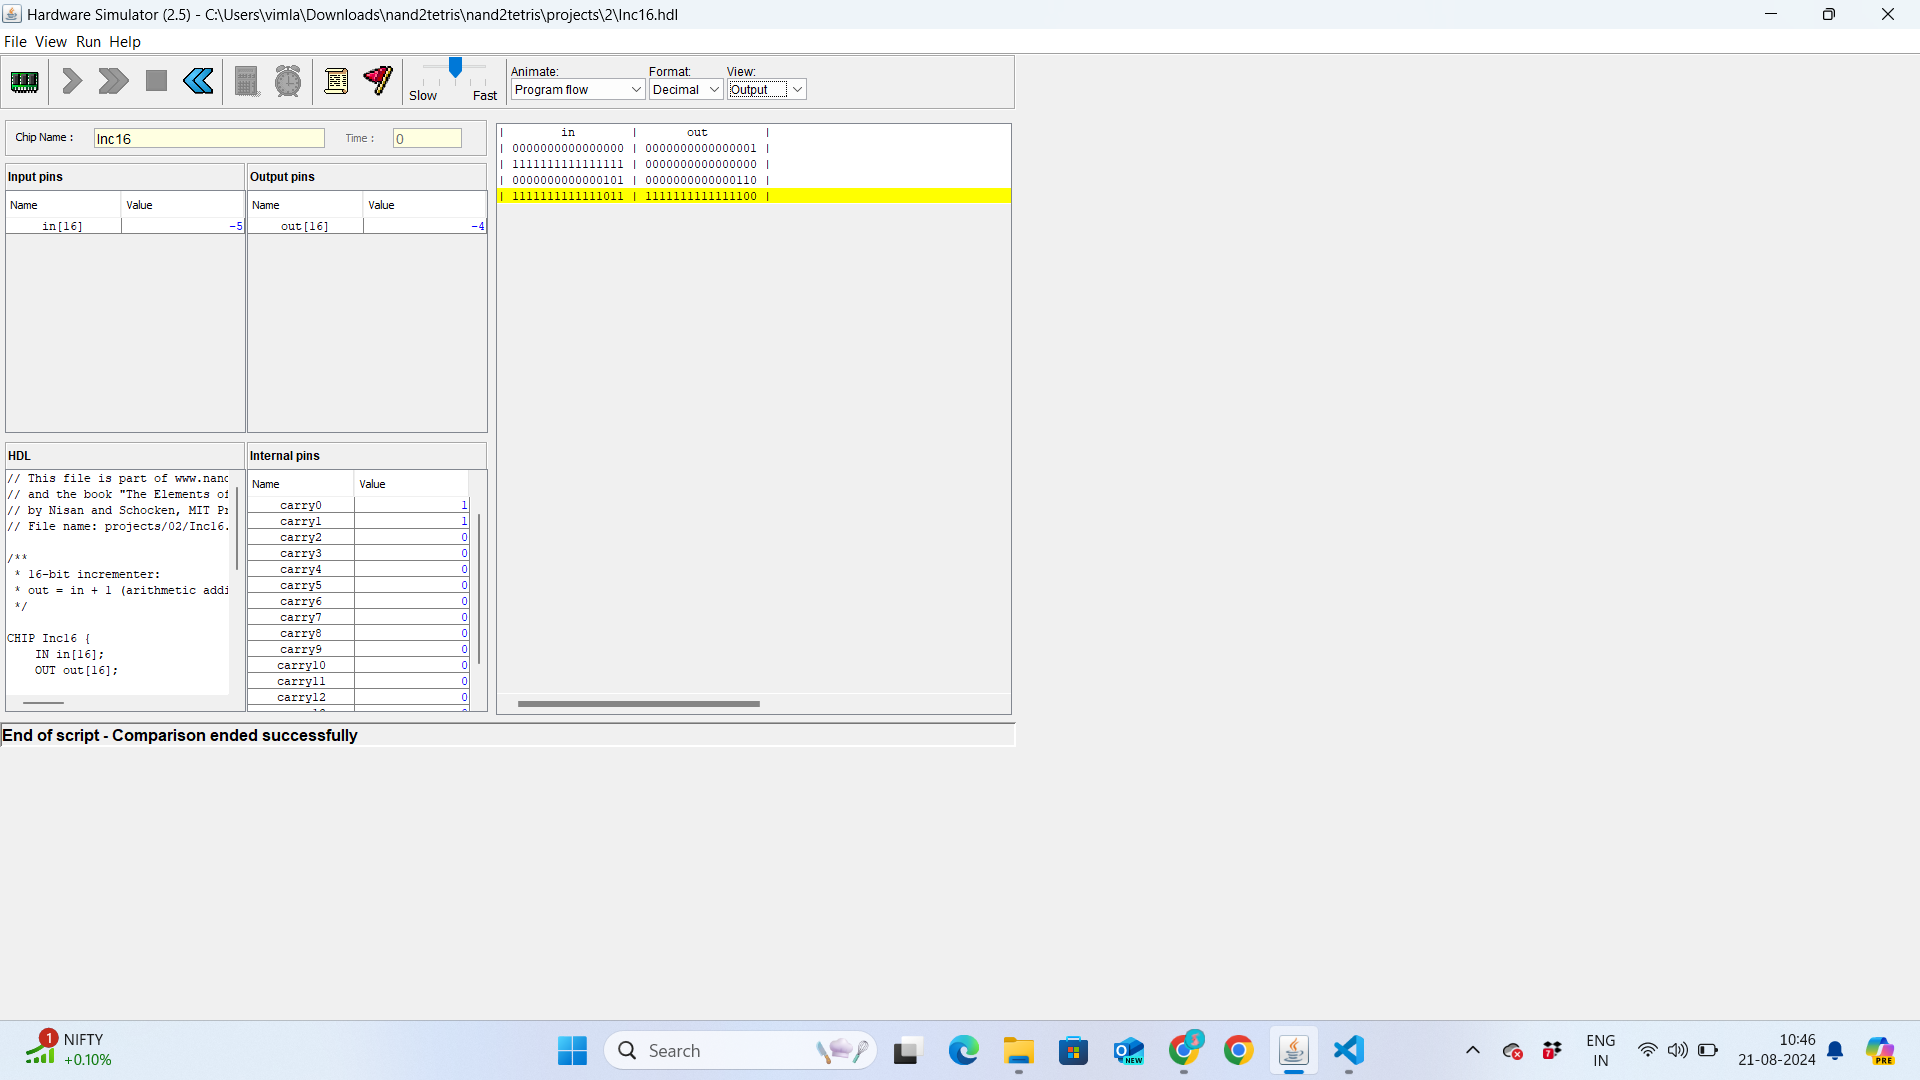 Hardware Simulator (2.5) - C:\Users\vimla\Downloads\nand2tetris\nand2tetris\projects\2\Inc16.hdl
File View Run Help
Slow Fast
Animate: Format: View:
Program flow Decimal Output
Chip Name : Inc16 Time : 0
Input pins Output pins
Name Value Name Value
in[16] -5 out[16] -4
| in | out |
| 0000000000000000 | 0000000000000001 |
| 1111111111111111 | 0000000000000000 |
| 0000000000000101 | 0000000000000110 |
| 1111111111111011 | 1111111111111100 |
HDL
// This file is part of www.nand
// and the book "The Elements of
// by Nisan and Schocken, MIT Pr
// File name: projects/02/Inc16.
/**
* 16-bit incrementer:
* out = in + 1 (arithmetic addi
*/
CHIP Inc16 {
IN in[16];
OUT out[16];
Internal pins
Name Value
carry0 1
carry1 1
carry2 0
carry3 0
carry4 0
carry5 0
carry6 0
carry7 0
carry8 0
carry9 0
carry10 0
carry11 0
carry12 0
End of script - Comparison ended successfully
1 NIFTY
+0.10%
Search
NEW
3
7
ENG
IN
10:46
21-08-2024
PRE